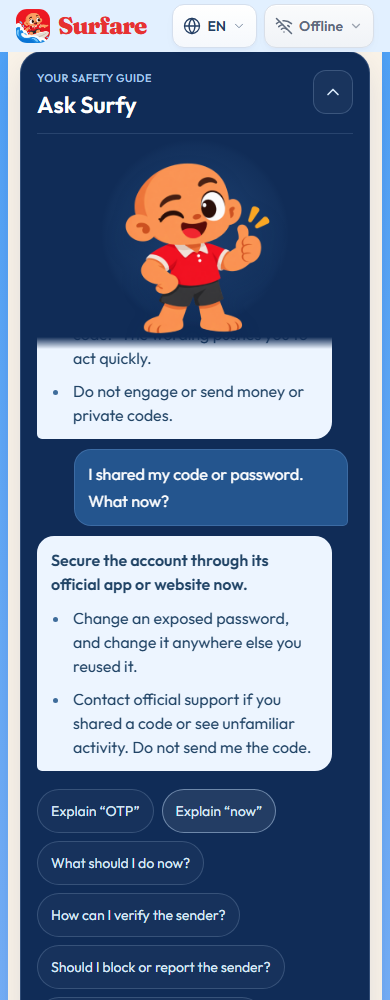 Surfare
EN
Offline
YOUR SAFETY GUIDE
Ask Surfy
act quickly.
• Do not engage or send money or
private codes.
I shared my code or password.
What now?
Secure the account through its
official app or website now.
• Change an exposed password,
and change it anywhere else you
reused it.
• Contact official support if you
shared a code or see unfamiliar
activity. Do not send me the code.
Explain “OTP”
Explain “now”
What should I do now?
How can I verify the sender?
Should I block or report the sender?